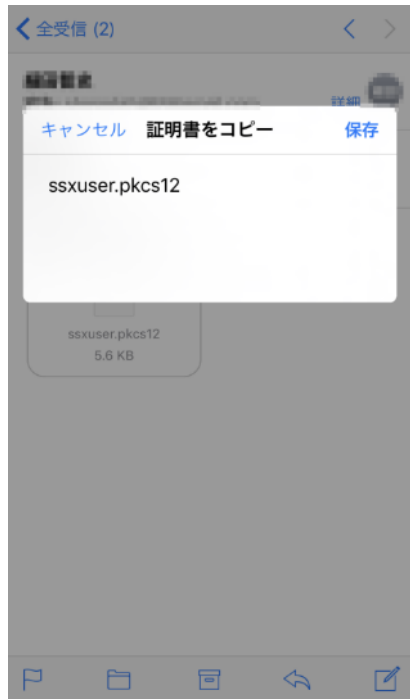 全受信 (2)
詳細
キャンセル 証明書をコピー 保存
ssxuser.pkcs12
ssxuser.pkcs12
5.6 KB